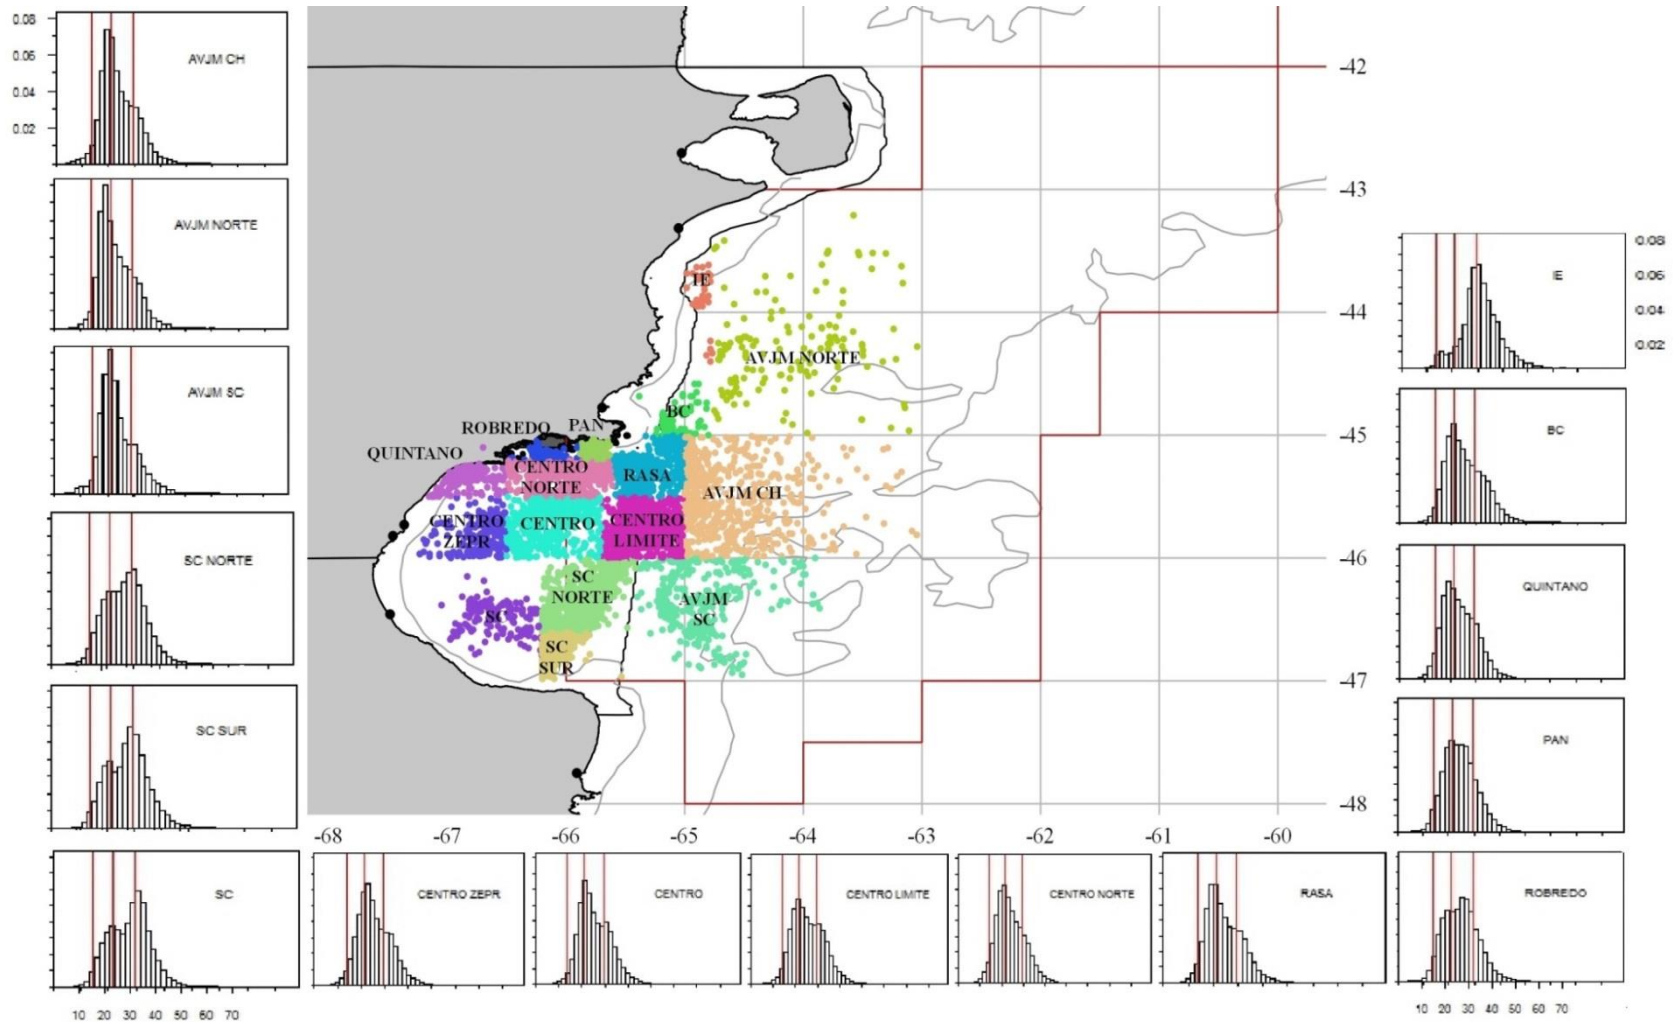 0.08
0.06
0.04
0.02
AVJM CH
AVJM NORTE
AVJM SC
SC NORTE
SC SUR
SC
10 20 30 40 50 60 70
-42
-43
-44
-45
-46
-47
-48
IE
AVJM NORTE
BC
ROBREDO
PAN
QUINTANO
CENTRO
NORTE
RASA
AVJM CH
CENTRO
ZEPR
CENTRO
CENTRO
LIMITE
SC
NORTE
AVJM
SC
SC
SC
SUR
-68 -67 -66 -65 -64 -63 -62 -61 -60
CENTRO ZEPR
CENTRO
CENTRO LIMITE
CENTRO NORTE
RASA
IE
0.08
0.06
0.04
0.02
BC
QUINTANO
PAN
ROBREDO
10 20 30 40 50 60 70